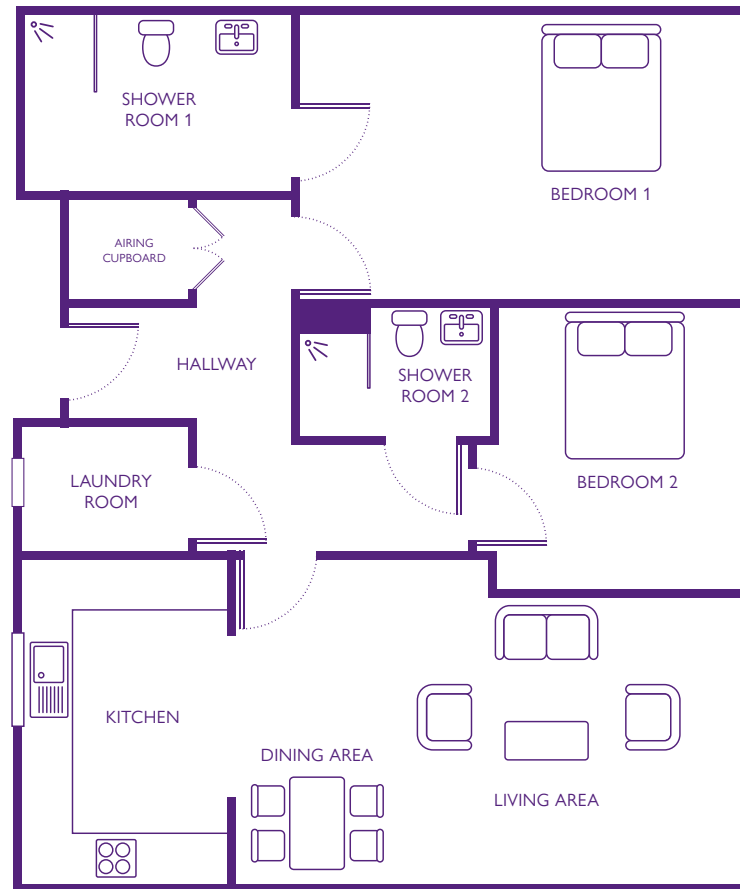 SHOWER
ROOM 1
BEDROOM 1
AIRING
CUPBOARD
HALLWAY
SHOWER
ROOM 2
LAUNDRY
ROOM
BEDROOM 2
KITCHEN
DINING AREA
LIVING AREA